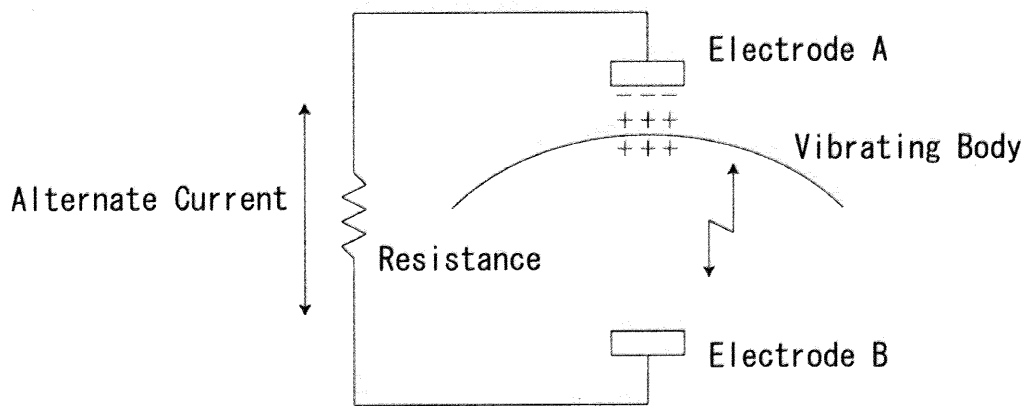 Electrode A
− − −
+ + +
+ + +
Vibrating Body
Alternate Current
Resistance
Electrode B